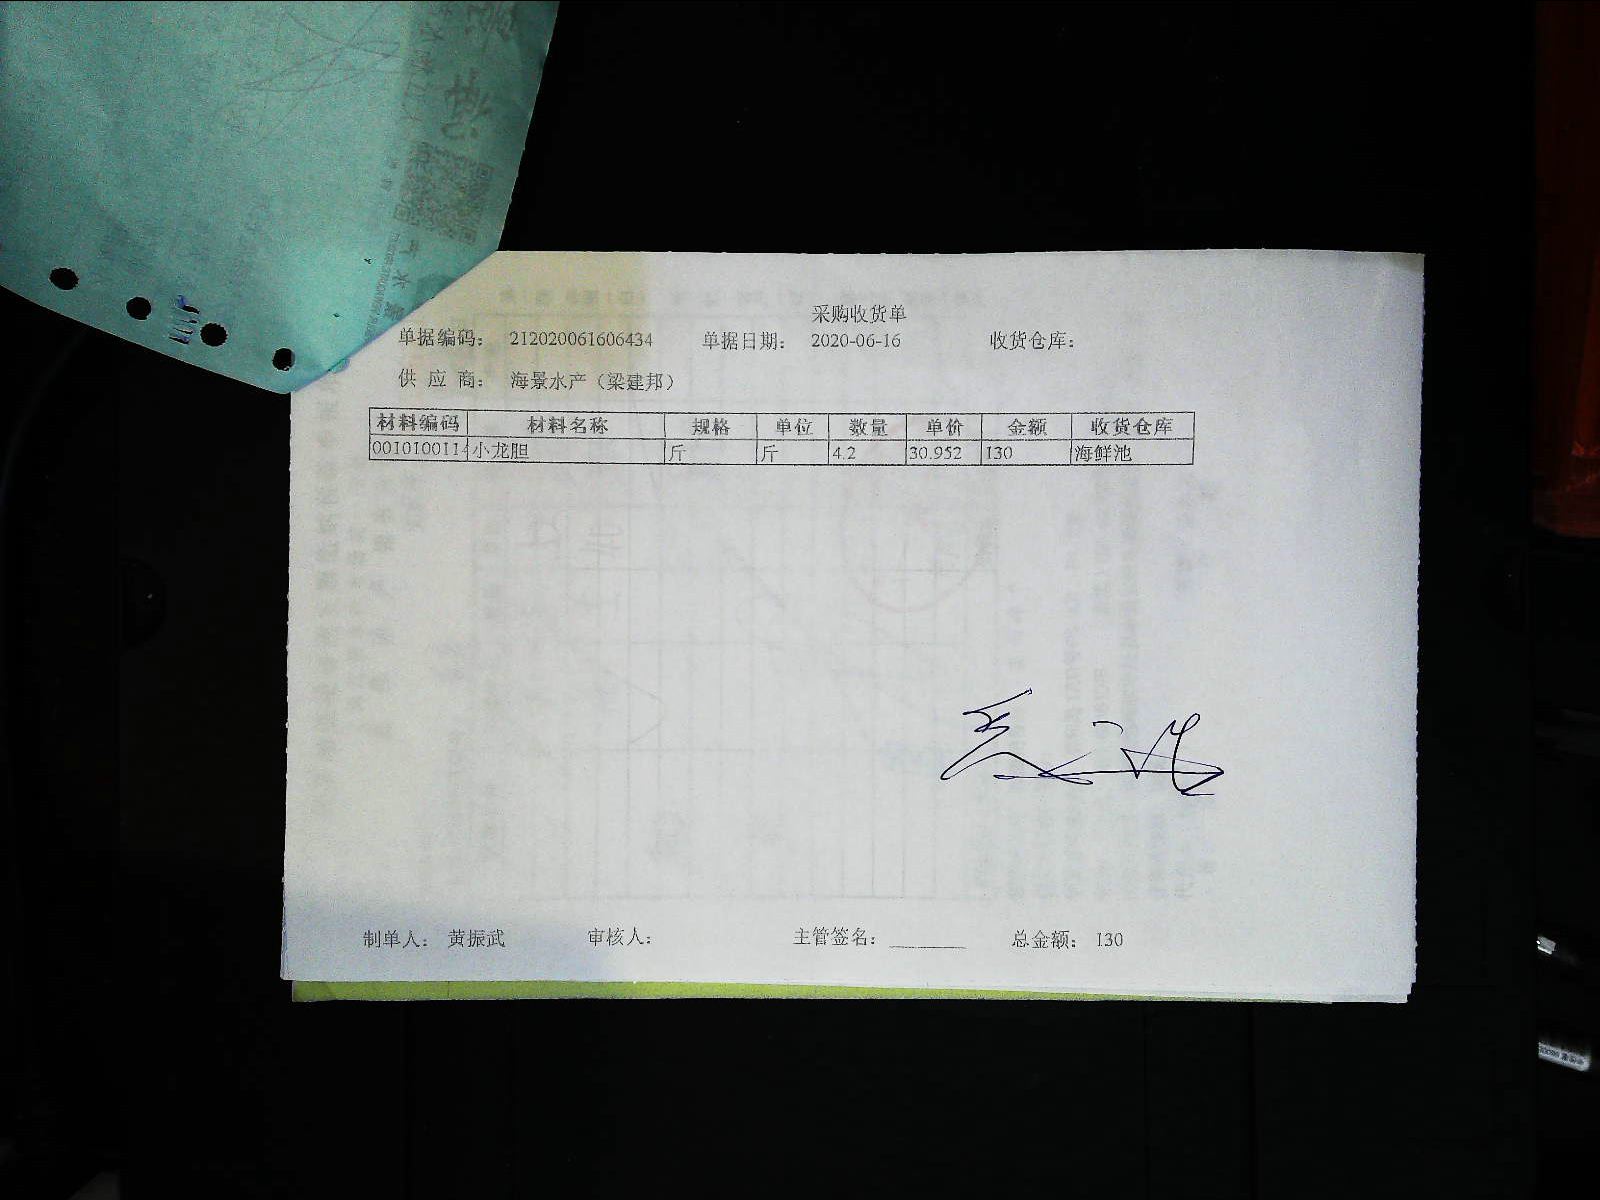 采购收货单
单据编码： 212020061606434 单据日期： 2020-06-16 收货仓库：
供 应 商： 海景水产（梁建邦）
材料编码 材料名称 规格 单位 数量 单价 金额 收货仓库
0010100114 小龙胆 斤 斤 4.2 30.952 130 海鲜池
制单人： 黄振武 审核人： 主管签名： 总金额： 130